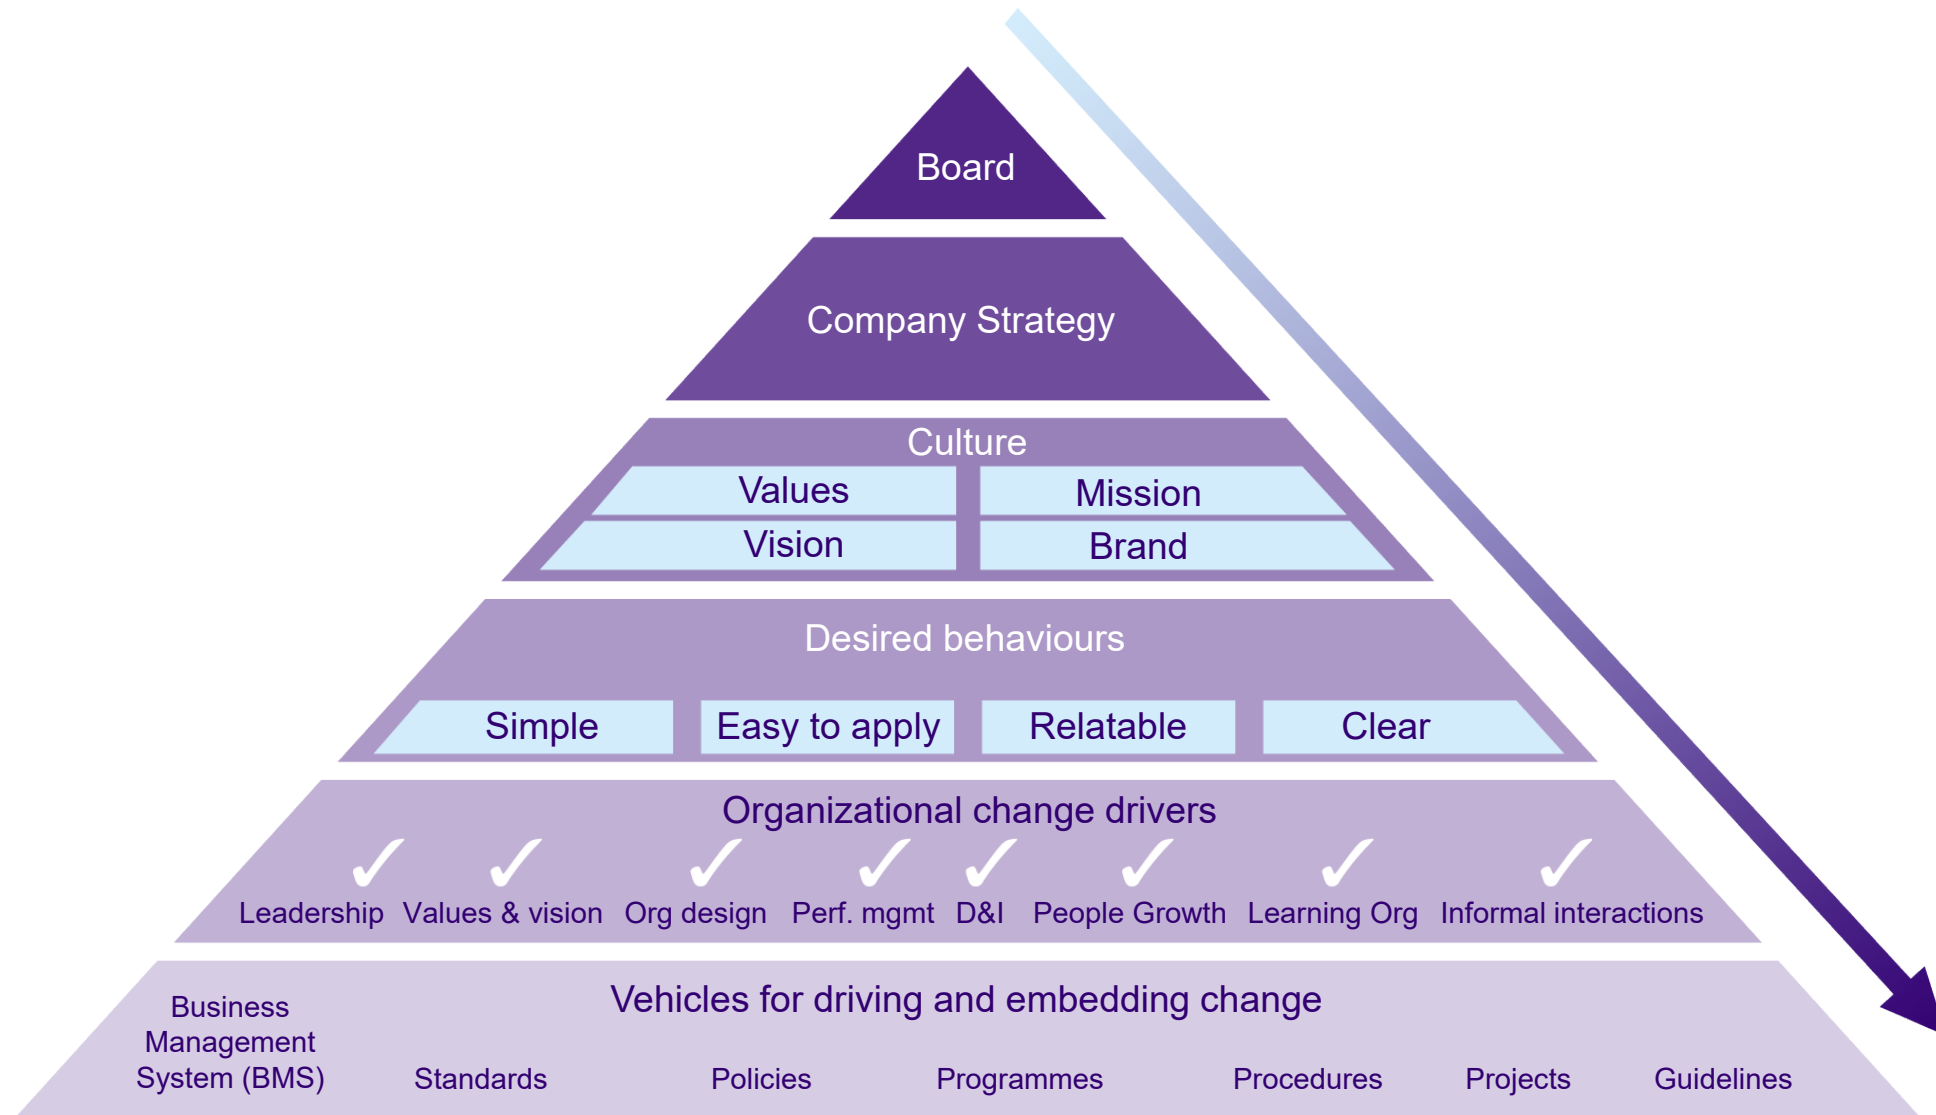 Board
Company Strategy
Culture
Values
Mission
Vision
Brand
Desired behaviours
Simple
Easy to apply
Relatable
Clear
Organizational change drivers
Leadership
Values & vision
Org design
Perf. mgmt
D&I
People Growth
Learning Org
Informal interactions
Vehicles for driving and embedding change
Business
Management
System (BMS)
Standards
Policies
Programmes
Procedures
Projects
Guidelines